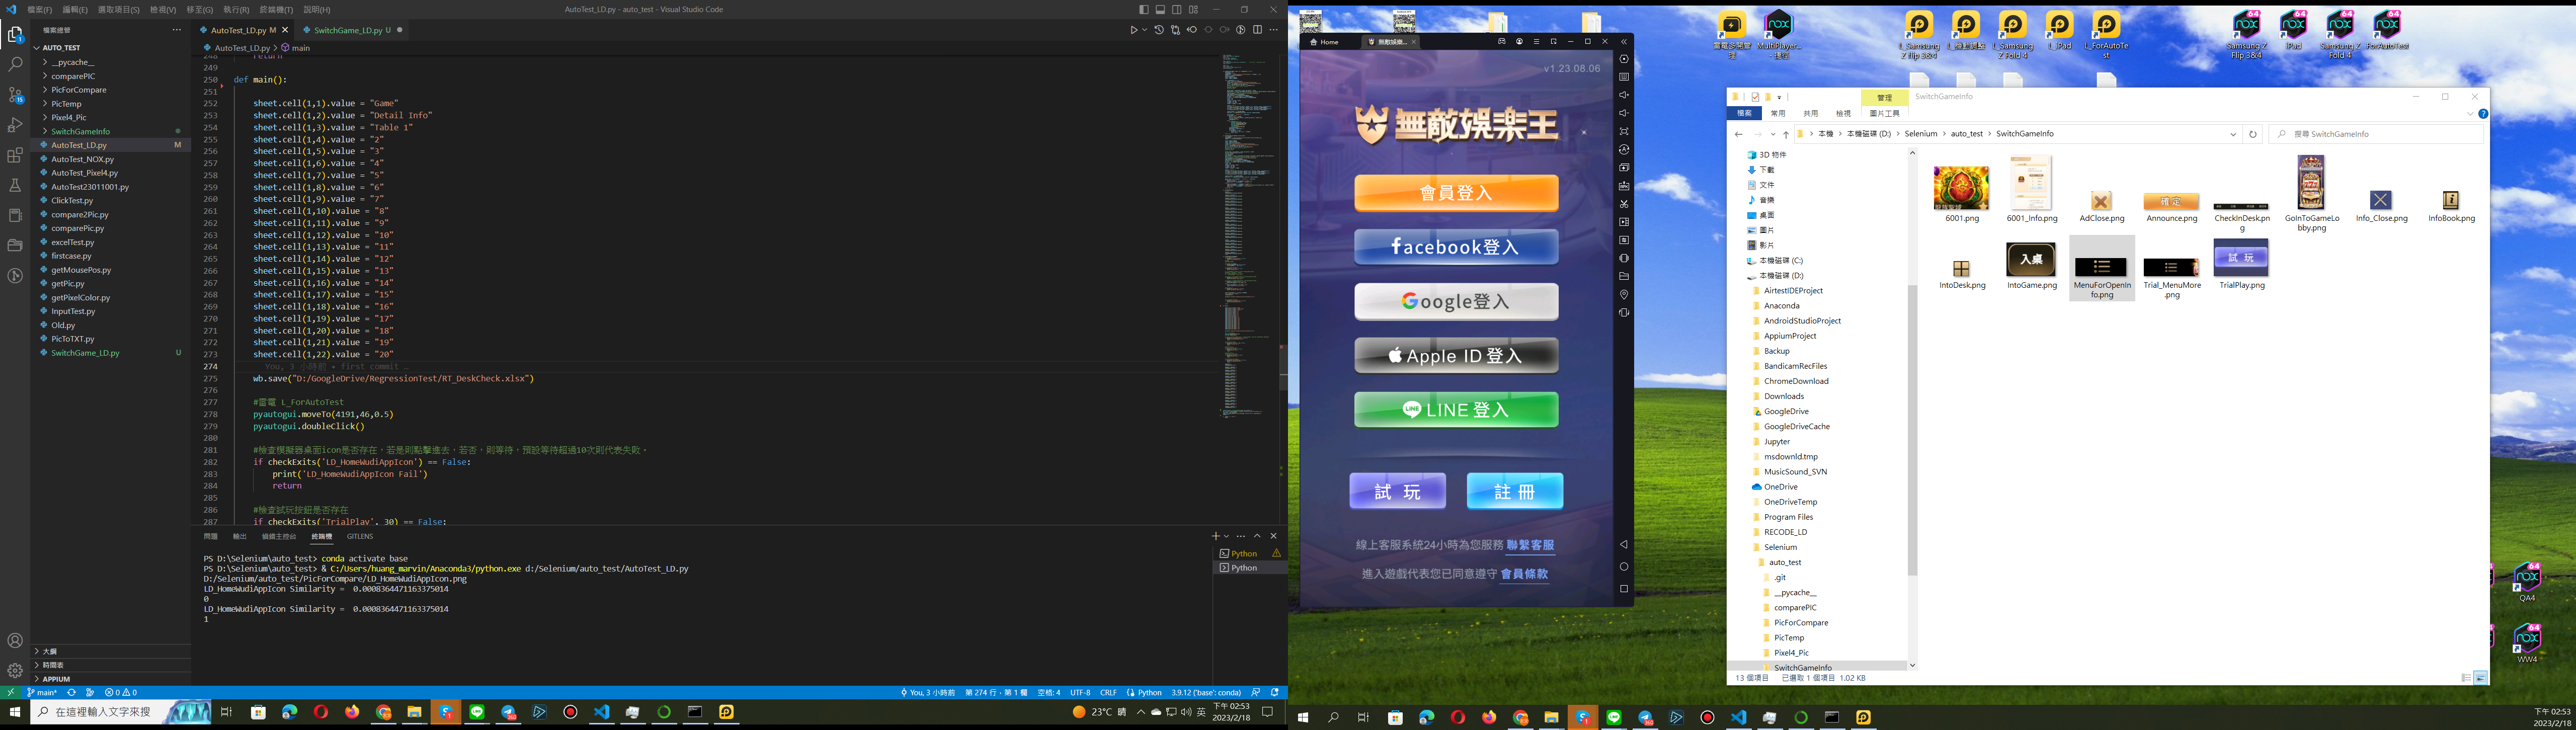 檔案(F) 編輯(E) 選取項目(S) 檢視(V) 移至(G) 執行(R) 終端機(T) 說明(H)
AutoTest_LD.py - auto_test - Visual Studio Code
檔案總管
AUTO_TEST
__pycache__
comparePIC
PicForCompare
PicTemp
Pixel4_Pic
SwitchGameInfo
AutoTest_LD.py M
AutoTest_NOX.py
AutoTest_Pixel4.py
AutoTest23011001.py
ClickTest.py
compare2Pic.py
comparePic.py
excelTest.py
firstcase.py
getMousePos.py
getPic.py
getPixelColor.py
InputTest.py
Old.py
PicToTXT.py
SwitchGame_LD.py U
大綱
時間表
APPIUM
AutoTest_LD.py M
SwitchGame_LD.py U
AutoTest_LD.py > main
248 return
249
250 def main():
251
252 sheet.cell(1,1).value = "Game"
253 sheet.cell(1,2).value = "Detail Info"
254 sheet.cell(1,3).value = "Table 1"
255 sheet.cell(1,4).value = "2"
256 sheet.cell(1,5).value = "3"
257 sheet.cell(1,6).value = "4"
258 sheet.cell(1,7).value = "5"
259 sheet.cell(1,8).value = "6"
260 sheet.cell(1,9).value = "7"
261 sheet.cell(1,10).value = "8"
262 sheet.cell(1,11).value = "9"
263 sheet.cell(1,12).value = "10"
264 sheet.cell(1,13).value = "11"
265 sheet.cell(1,14).value = "12"
266 sheet.cell(1,15).value = "13"
267 sheet.cell(1,16).value = "14"
268 sheet.cell(1,17).value = "15"
269 sheet.cell(1,18).value = "16"
270 sheet.cell(1,19).value = "17"
271 sheet.cell(1,20).value = "18"
272 sheet.cell(1,21).value = "19"
273 sheet.cell(1,22).value = "20"
274 You, 3 小時前 • first commit …
275 wb.save("D:/GoogleDrive/RegressionTest/RT_DeskCheck.xlsx")
276
277 #雷電 L_ForAutoTest
278 pyautogui.moveTo(4191,46,0.5)
279 pyautogui.doubleClick()
280
281 #檢查模擬器桌面icon是否存在，若是則點擊進去，若否，則等待，預設等待超過10次則代表失敗。
282 if checkExits('LD_HomeWudiAppIcon') == False:
283 print('LD_HomeWudiAppIcon Fail')
284 return
285
286 #檢查試玩按鈕是否存在
287 if checkExits('TrialPlay', 30) == False:
問題 輸出 偵錯主控台 終端機 GITLENS
PS D:\Selenium\auto_test> conda activate base
PS D:\Selenium\auto_test> & C:/Users/huang_marvin/Anaconda3/python.exe d:/Selenium/auto_test/AutoTest_LD.py
D:/Selenium/auto_test/PicForCompare/LD_HomeWudiAppIcon.png
LD_HomeWudiAppIcon Similarity = 0.0008364471163375014
0
LD_HomeWudiAppIcon Similarity = 0.0008364471163375014
1
Python
Python
main* 0 0 You, 3 小時前 第 274 行，第 1 欄 空格: 4 UTF-8 CRLF Python 3.9.12 ('base': conda)
在這裡輸入文字來搜
23°C 晴 英 下午 02:53
2023/2/18
Home
無敵娛樂...
v1.23.08.06
無敵娛樂王
會員登入
facebook登入
Google登入
Apple ID 登入
LINE LINE 登入
試 玩
註 冊
線上客服系統24小時為您服務 聯繫客服
進入遊戲代表您已同意遵守 會員條款
雷電多開管理
MultiPlayer...
L_Samsung Z flip 3&4
L_Samsung Z Fold 4
L_iPad
L_ForAutoTest
Samsung Z Flip 3&4
iPad
Samsung Z Fold 4
ForAutoTest
管理
SwitchGameInfo
檔案 常用 共用 檢視 圖片工具
本機 > 本機磁碟 (D:) > Selenium > auto_test > SwitchGameInfo
搜尋 SwitchGameInfo
3D 物件
下載
文件
音樂
桌面
圖片
影片
本機磁碟 (C:)
本機磁碟 (D:)
AirtestIDEProject
Anaconda
AndroidStudioProject
AppiumProject
Backup
BandicamRecFiles
ChromeDownload
Downloads
GoogleDrive
GoogleDriveCache
Jupyter
msdownld.tmp
MusicSound_SVN
OneDrive
OneDriveTemp
Program Files
RECODE_LD
Selenium
auto_test
.git
__pycache__
comparePIC
PicForCompare
PicTemp
Pixel4_Pic
SwitchGameInfo
6001.png
6001_Info.png
AdClose.png
確 定
Announce.png
CheckInDesk.png
GoInToGameLobby.png
Info_Close.png
InfoBook.png
IntoDesk.png
入桌
IntoGame.png
MenuForOpenInfo.png
Trial_MenuMore.png
試 玩
TrialPlay.png
13 個項目 已選取 1 個項目 1.02 KB
QA4
WW4
下午 02:53
2023/2/18